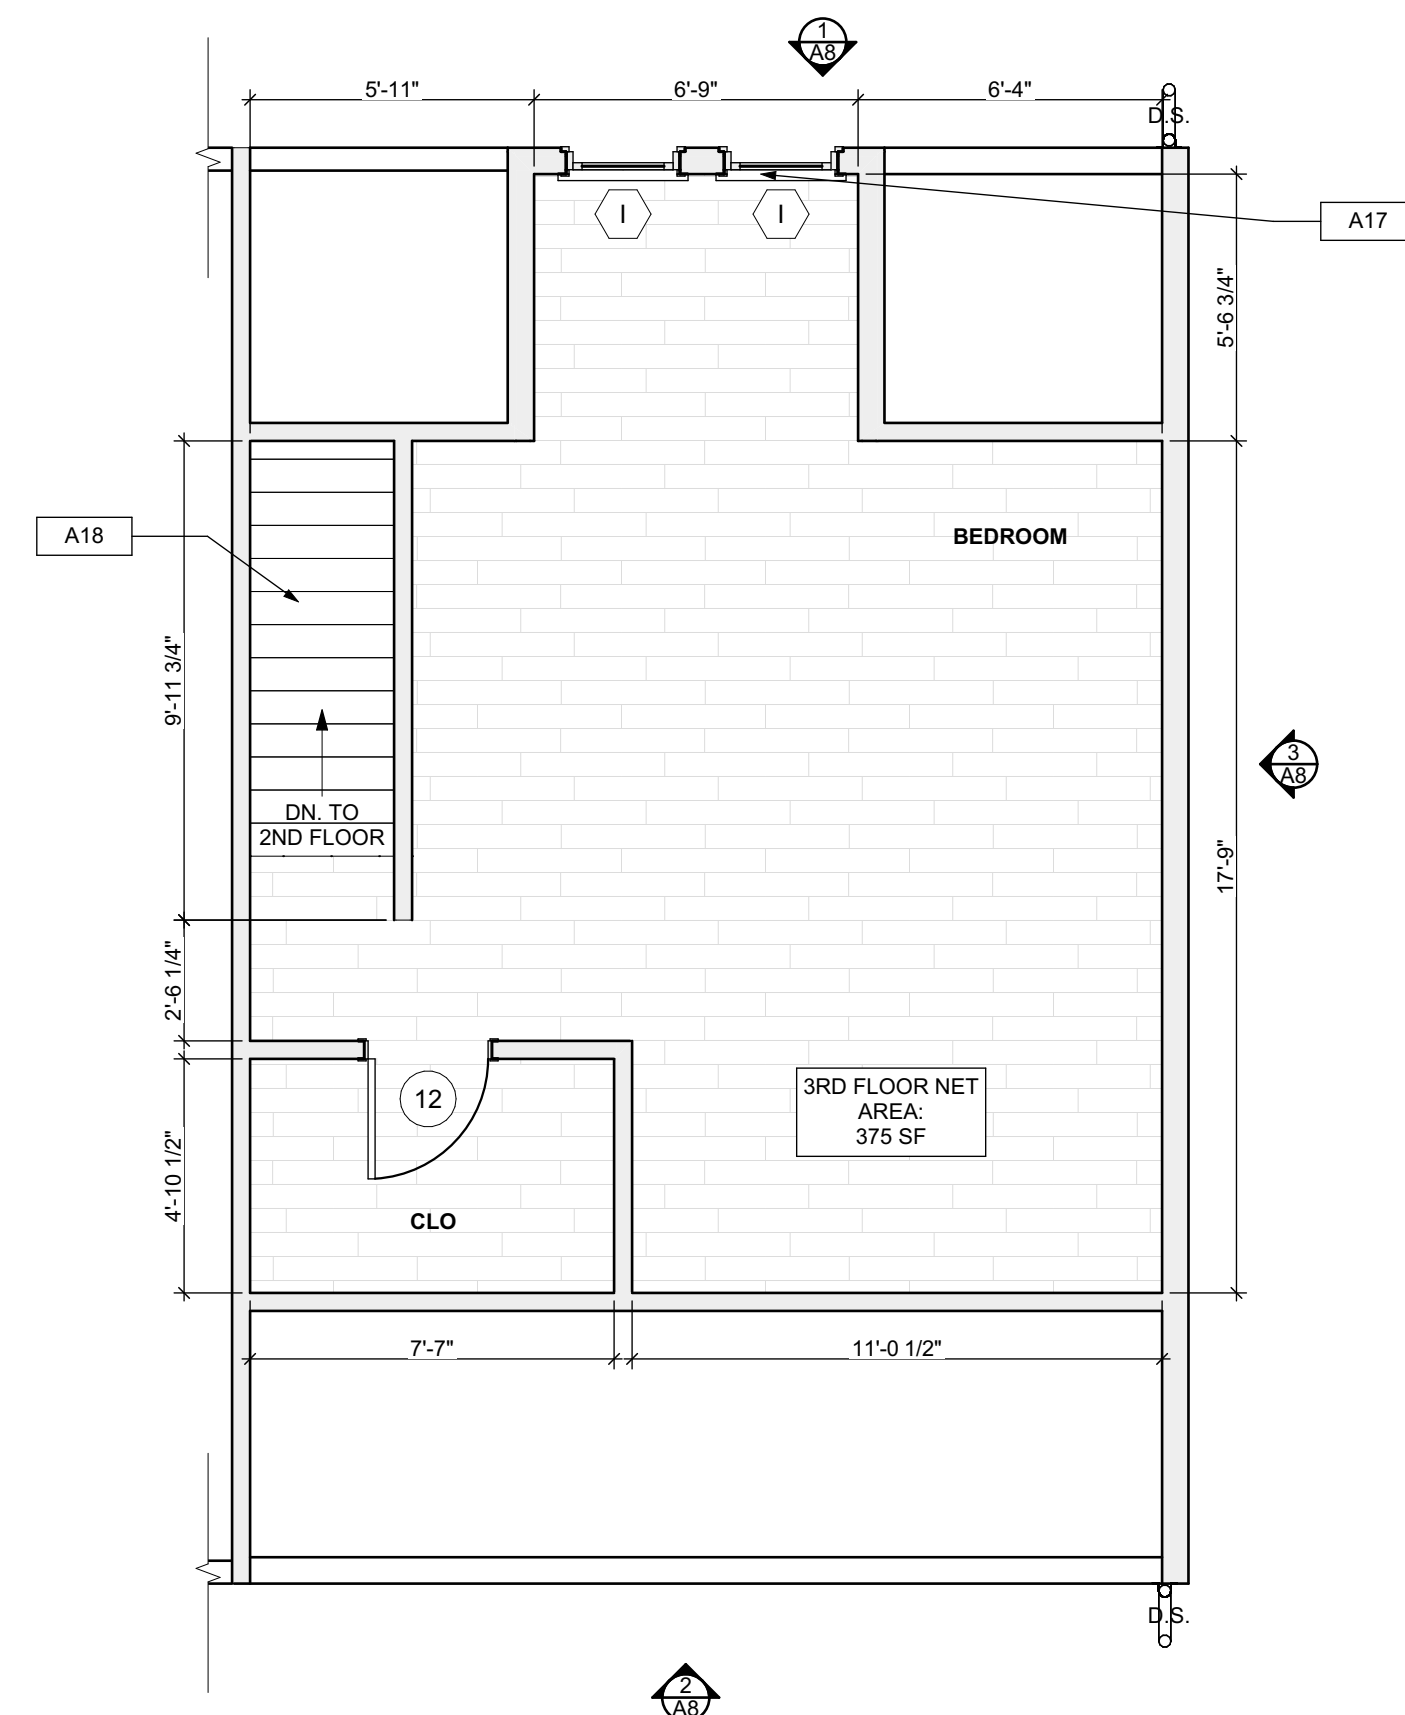 1
A8
5'-11"
6'-9"
6'-4"
D.S.
I
I
A17
5'-6 3/4"
A18
BEDROOM
9'-11 3/4"
3
A8
DN. TO
2ND FLOOR
17'-9"
2'-6 1/4"
12
3RD FLOOR NET
AREA:
375 SF
4'-10 1/2"
CLO
7'-7"
11'-0 1/2"
D.S.
2
A8